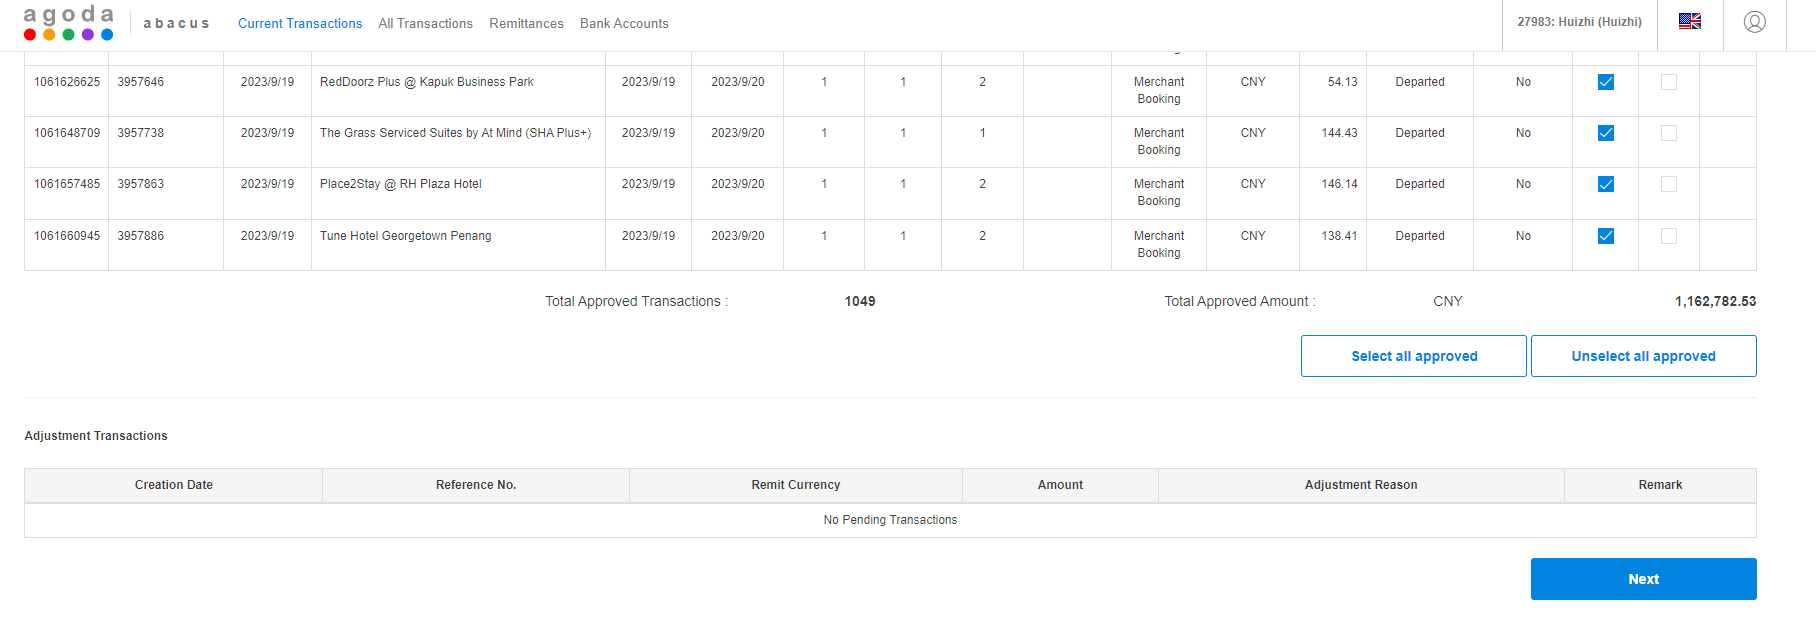 agoda abacus Current Transactions All Transactions Remittances Bank Accounts 27983: Huizhi (Huizhi)
1061626625 3957646 2023/9/19 RedDoorz Plus @ Kapuk Business Park 2023/9/19 2023/9/20 1 1 2 Merchant Booking CNY 54.13 Departed No
1061648709 3957738 2023/9/19 The Grass Serviced Suites by At Mind (SHA Plus+) 2023/9/19 2023/9/20 1 1 1 Merchant Booking CNY 144.43 Departed No
1061657485 3957863 2023/9/19 Place2Stay @ RH Plaza Hotel 2023/9/19 2023/9/20 1 1 2 Merchant Booking CNY 146.14 Departed No
1061660945 3957886 2023/9/19 Tune Hotel Georgetown Penang 2023/9/19 2023/9/20 1 1 2 Merchant Booking CNY 138.41 Departed No
Total Approved Transactions : 1049 Total Approved Amount : CNY 1,162,782.53
Select all approved Unselect all approved
Adjustment Transactions
Creation Date Reference No. Remit Currency Amount Adjustment Reason Remark
No Pending Transactions
Next